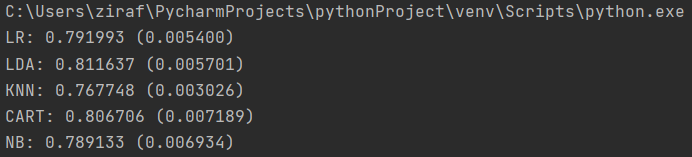 C:\Users\ziraf\PycharmProjects\pythonProject\venv\Scripts\python.exe
LR: 0.791993 (0.005400)
LDA: 0.811637 (0.005701)
KNN: 0.767748 (0.003026)
CART: 0.806706 (0.007189)
NB: 0.789133 (0.006934)